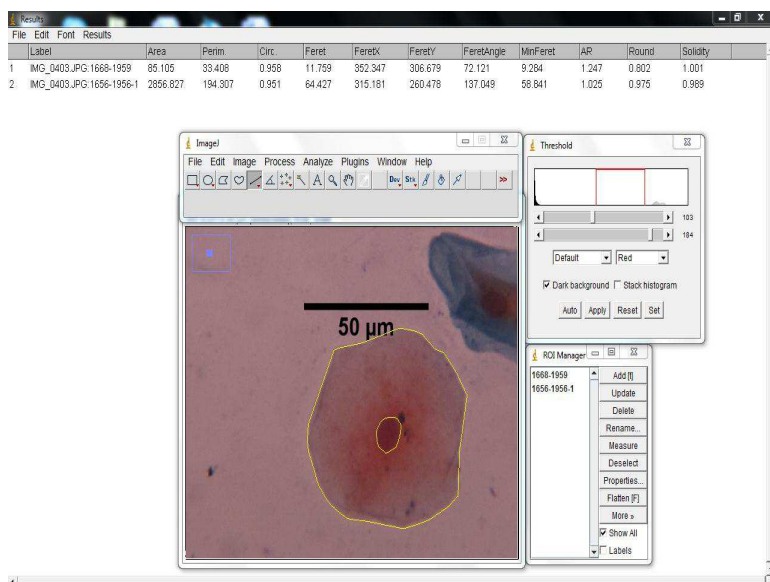 Results
File Edit Font Results
Label Area Perim Circ. Feret FeretX FeretY FeretAngle MinFeret AR Round Solidity
1 IMG_0403.JPG:1668-1959 85.105 33.408 0.958 11.759 352.347 306.679 72.121 9.284 1.247 0.802 1.001
2 IMG_0403.JPG:1656-1956-1 2856.827 194.307 0.951 64.427 315.181 260.478 137.049 58.841 1.025 0.975 0.989
ImageJ
File Edit Image Process Analyze Plugins Window Help
A Dev Stk >>
50 µm
Threshold
103
184
Default Red
Dark background Stack histogram
Auto Apply Reset Set
ROI Manager
1668-1959
1656-1956-1
Add [t]
Update
Delete
Rename...
Measure
Deselect
Properties...
Flatten [F]
More »
Show All
Labels